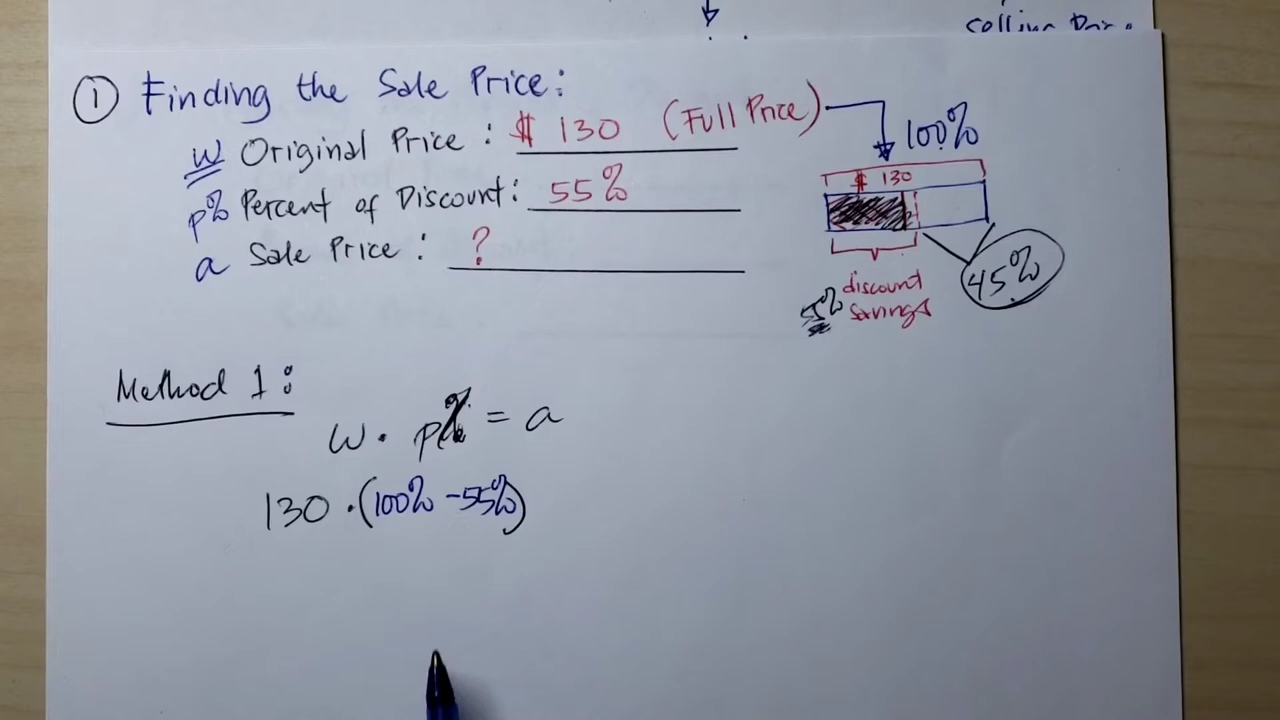 ① Finding the Sale Price:
w Original Price: $ 130 (Full Price)
100%
$ 130
p% Percent of Discount: 55%
a Sale Price: ?
45%
discount
55% savings
Method 1:
w · p% = a
130 · (100% - 55%)